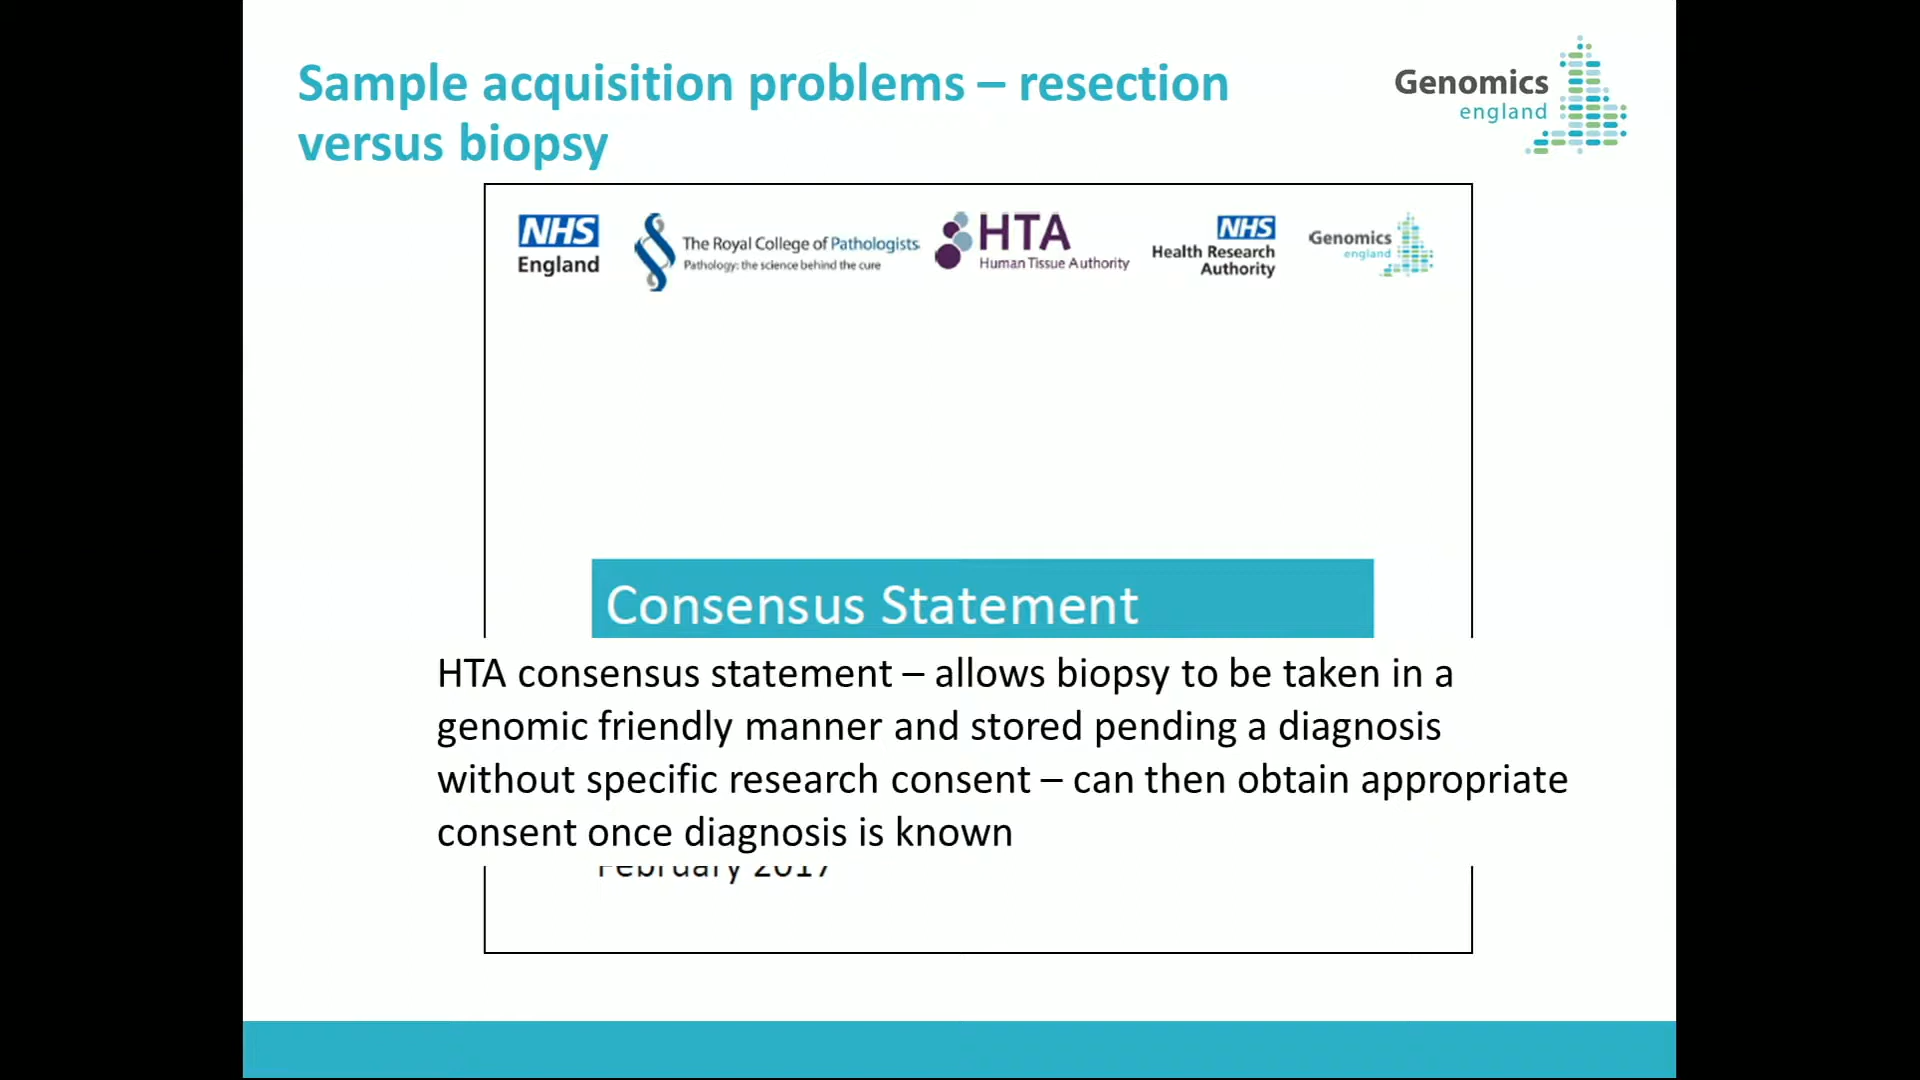 Sample acquisition problems – resection
versus biopsy
Genomics
england
NHS
England
The Royal College of Pathologists
Pathology: the science behind the cure
HTA
Human Tissue Authority
NHS
Health Research
Authority
Genomics
england
Consensus Statement
HTA consensus statement – allows biopsy to be taken in a
genomic friendly manner and stored pending a diagnosis
without specific research consent – can then obtain appropriate
consent once diagnosis is known
February 2017